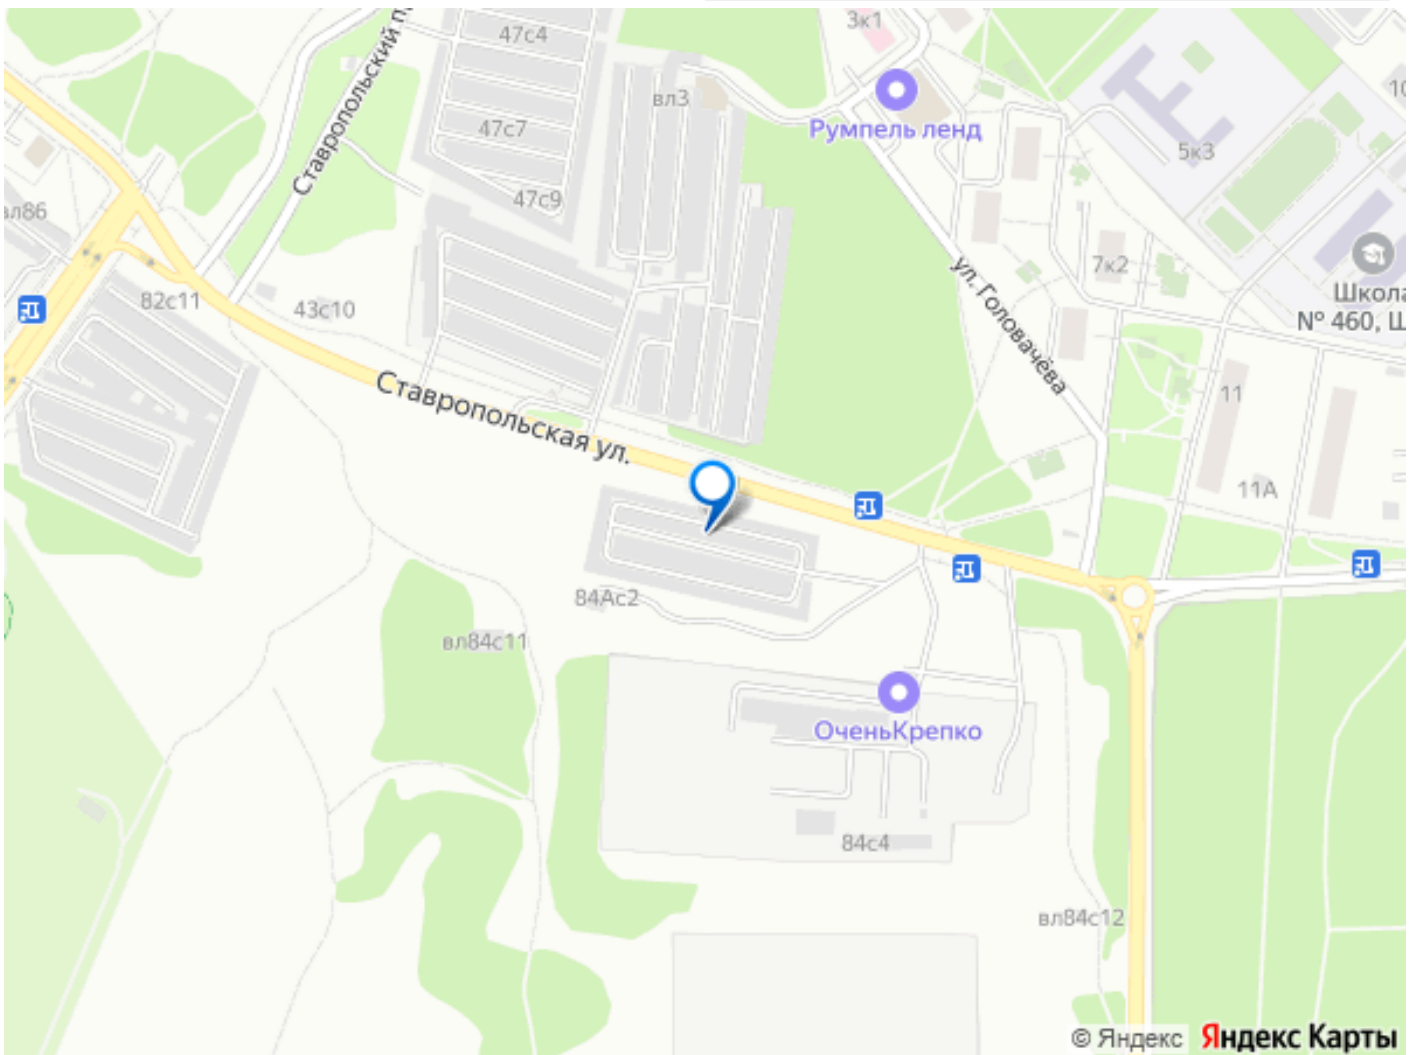 3к1
47с4
Ставропольский п
вл3
Румпель ленд
47с7
5к3
47с9
вл86
7к2
ул. Головачёва
82с11
43с10
Школа
№ 460, Ш
Ставропольская ул.
11
11А
84Ас2
вл84с11
ОченьКрепко
84с4
вл84с12
© Яндекс Яндекс Карты